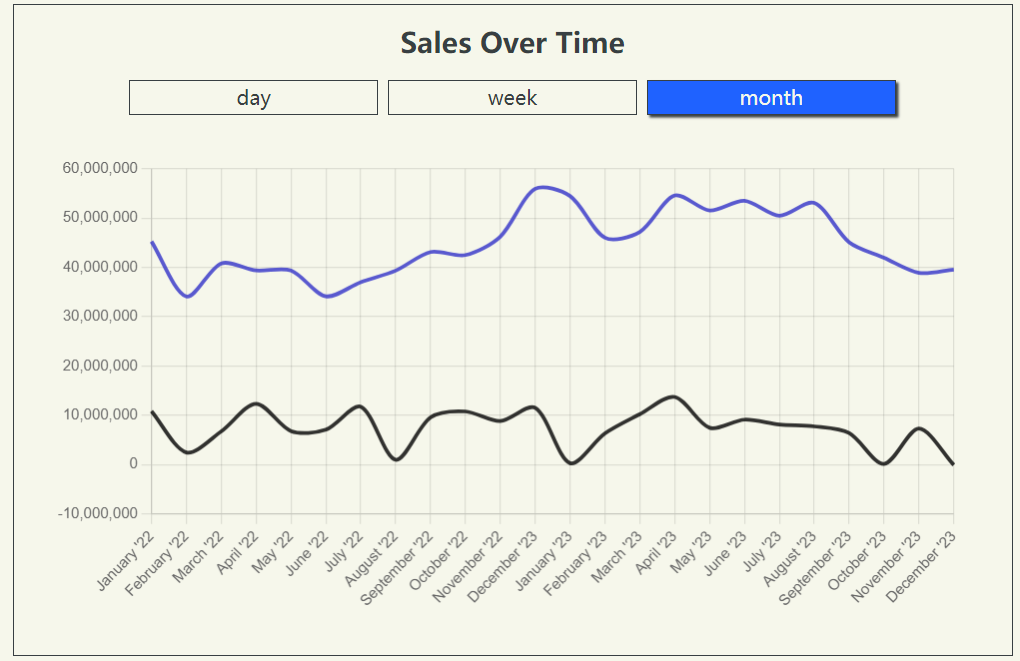 Sales Over Time
day week month
60,000,000
50,000,000
40,000,000
30,000,000
20,000,000
10,000,000
0
-10,000,000
January '22
February '22
March '22
April '22
May '22
June '22
July '22
August '22
September '22
October '22
November '22
December '23
January '23
February '23
March '23
April '23
May '23
June '23
July '23
August '23
September '23
October '23
November '23
December '23